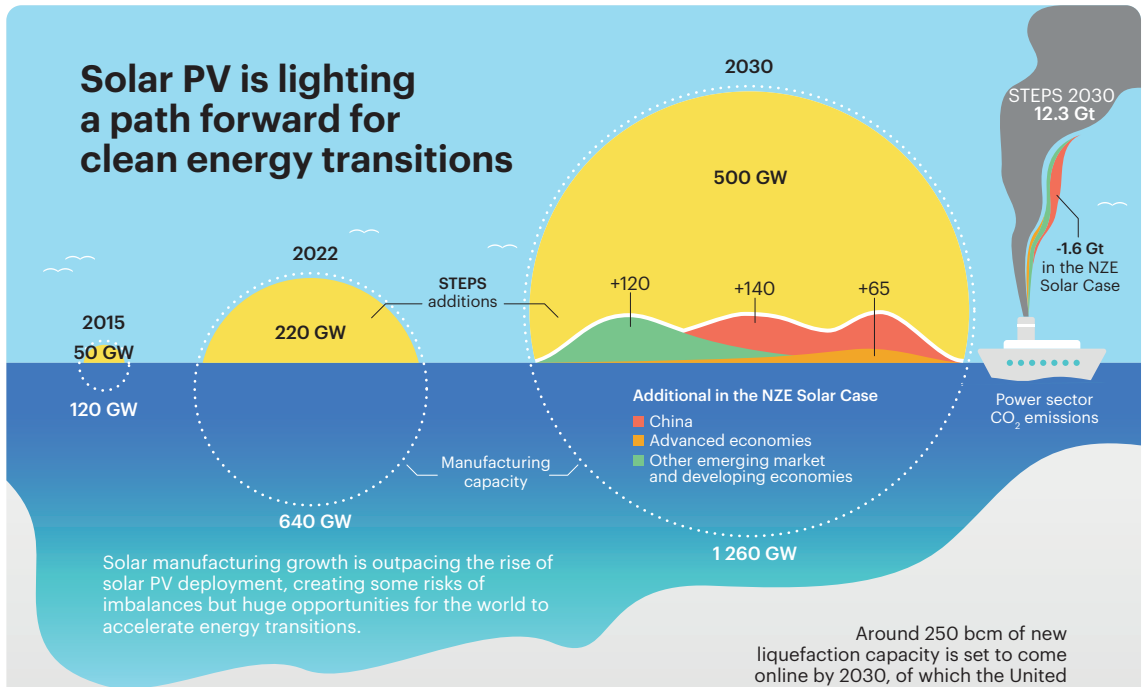 Solar PV is lighting
a path forward for
clean energy transitions
2015
50 GW
120 GW
2022
220 GW
640 GW
STEPS
additions
Manufacturing
capacity
2030
500 GW
+120
+140
+65
Additional in the NZE Solar Case
China
Advanced economies
Other emerging market
and developing economies
1 260 GW
STEPS 2030
12.3 Gt
-1.6 Gt
in the NZE
Solar Case
Power sector
CO₂ emissions
Solar manufacturing growth is outpacing the rise of
solar PV deployment, creating some risks of
imbalances but huge opportunities for the world to
accelerate energy transitions.
Around 250 bcm of new
liquefaction capacity is set to come
online by 2030, of which the United